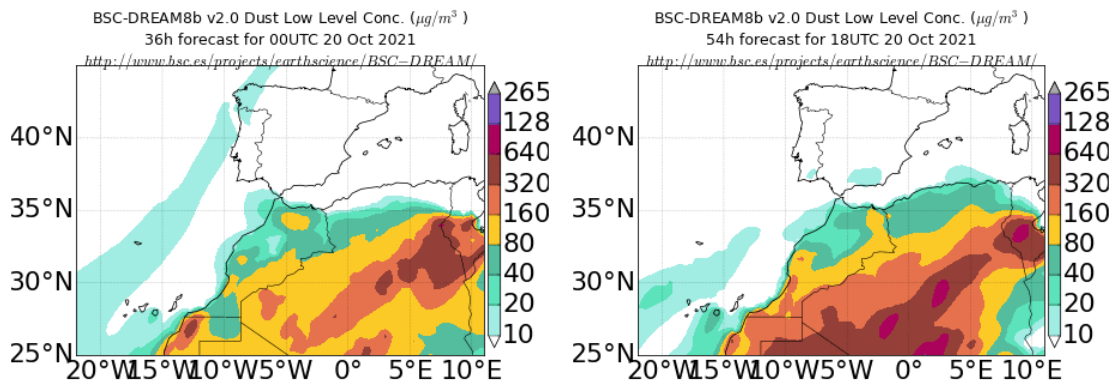 BSC-DREAM8b v2.0 Dust Low Level Conc. (μg/m³ )
36h forecast for 00UTC 20 Oct 2021
http://www.bsc.es/projects/earthscience/BSC−DREAM/
40°N
35°N
30°N
25°N
20°W
15°W
10°W
5°W
0°
5°E
10°E
265
128
640
320
160
80
40
20
10
BSC-DREAM8b v2.0 Dust Low Level Conc. (μg/m³ )
54h forecast for 18UTC 20 Oct 2021
http://www.bsc.es/projects/earthscience/BSC−DREAM/
40°N
35°N
30°N
25°N
20°W
15°W
10°W
5°W
0°
5°E
10°E
265
128
640
320
160
80
40
20
10